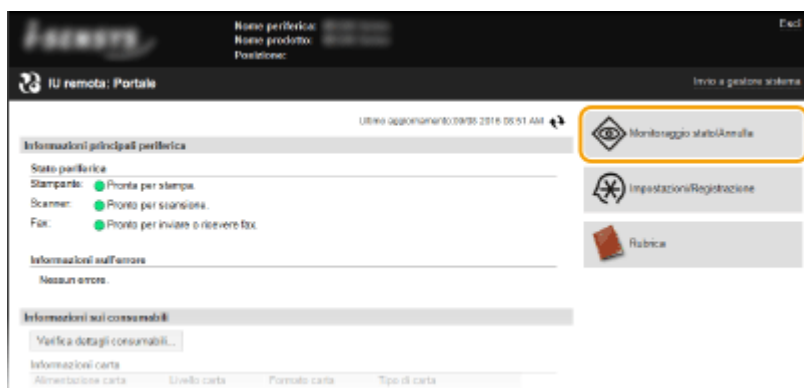 i-SENSYS
Nome periferica:
Nome prodotto:
Posizione:
Esci
IU remota: Portale
Invio a gestore sistema
Ultimo aggiornamento:09/08 2016 08:51 AM
Informazioni principali periferica
Stato periferica
Stampante: Pronta per stampa.
Scanner: Pronto per scansione.
Fax: Pronto per inviare o ricevere fax.
Informazioni sull'errore
Nessun errore.
Informazioni sui consumabili
Verifica dettagli consumabili...
Informazioni carta
Alimentazione carta Livello carta Formato carta Tipo di carta
Monitoraggio stato/Annulla
Impostazioni/Registrazione
Rubrica